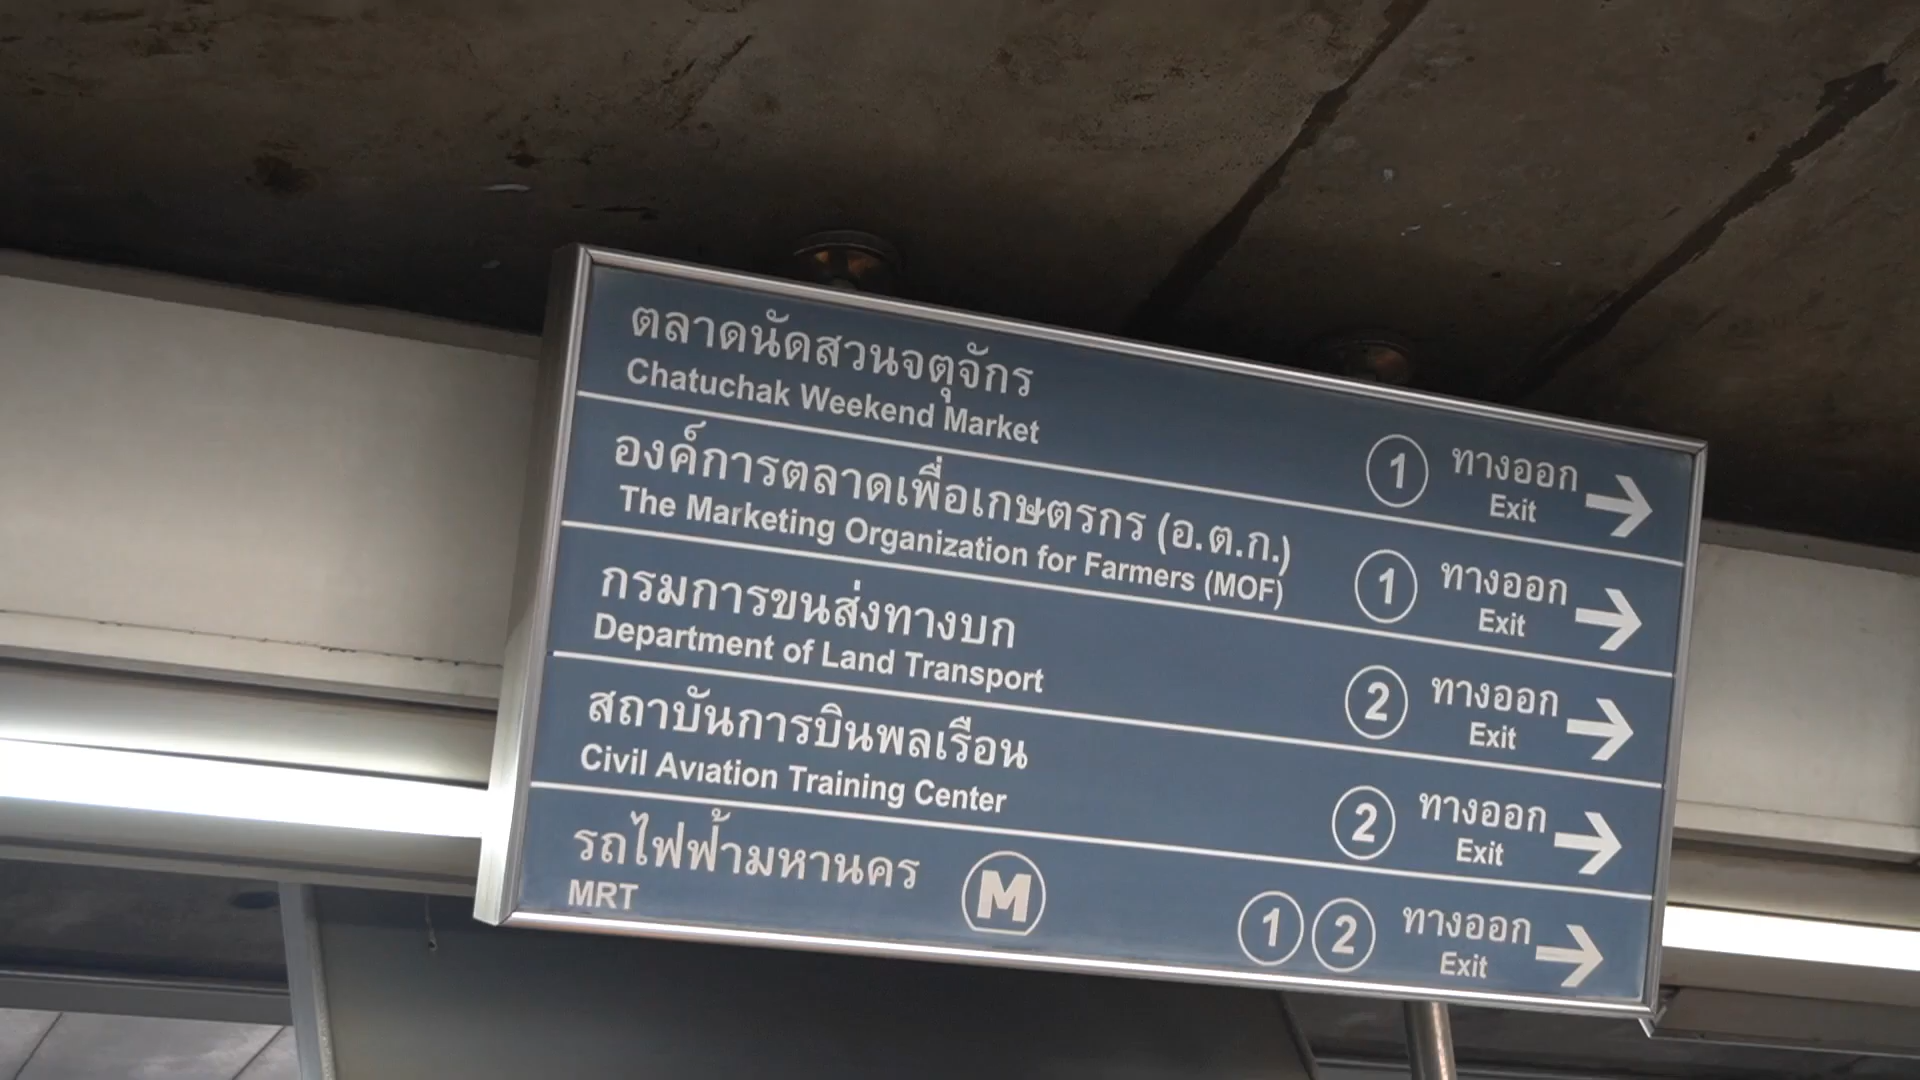 ตลาดนัดสวนจตุจักร
Chatuchak Weekend Market
1 ทางออก
Exit
องค์การตลาดเพื่อเกษตรกร (อ.ต.ก.)
The Marketing Organization for Farmers (MOF)
1 ทางออก
Exit
กรมการขนส่งทางบก
Department of Land Transport
2 ทางออก
Exit
สถาบันการบินพลเรือน
Civil Aviation Training Center
2 ทางออก
Exit
รถไฟฟ้ามหานคร
MRT
M
1 2 ทางออก
Exit